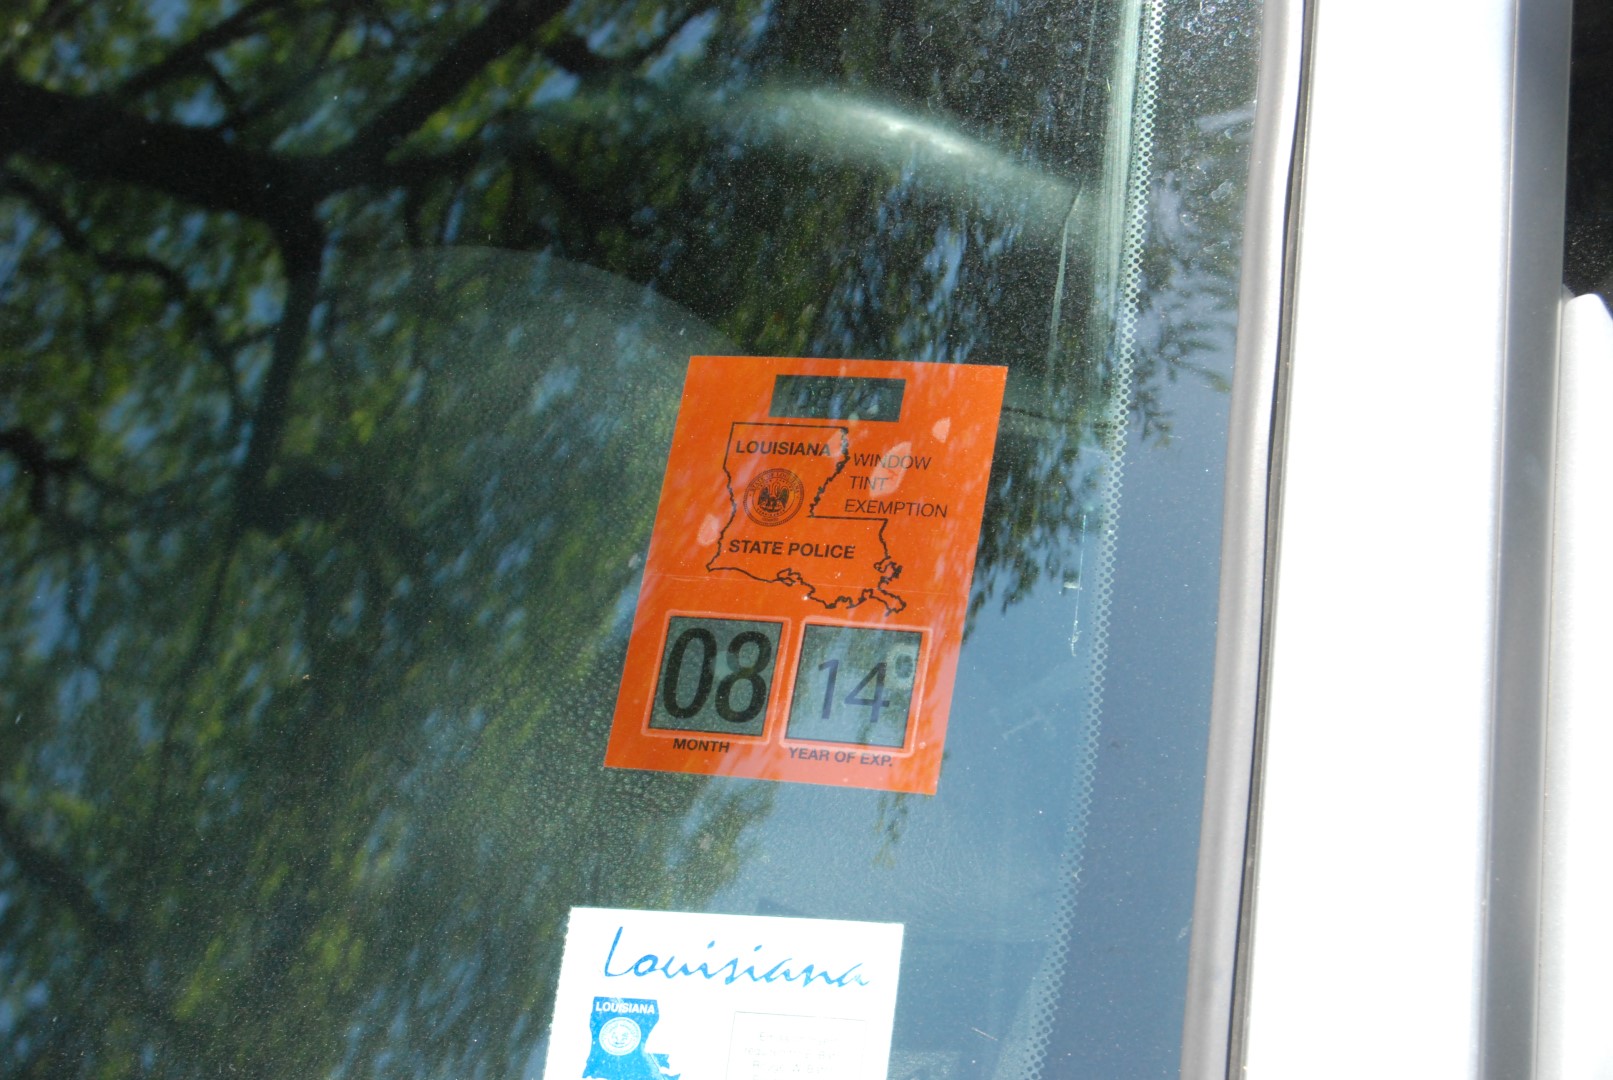 LOUISIANA
WINDOW
TINT
EXEMPTION
STATE POLICE
08
14
MONTH
YEAR OF EXP.
Louisiana
LOUISIANA